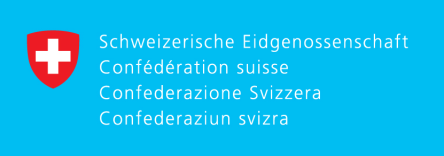 Schweizerische Eidgenossenschaft
Confédération suisse
Confederazione Svizzera
Confederaziun svizra